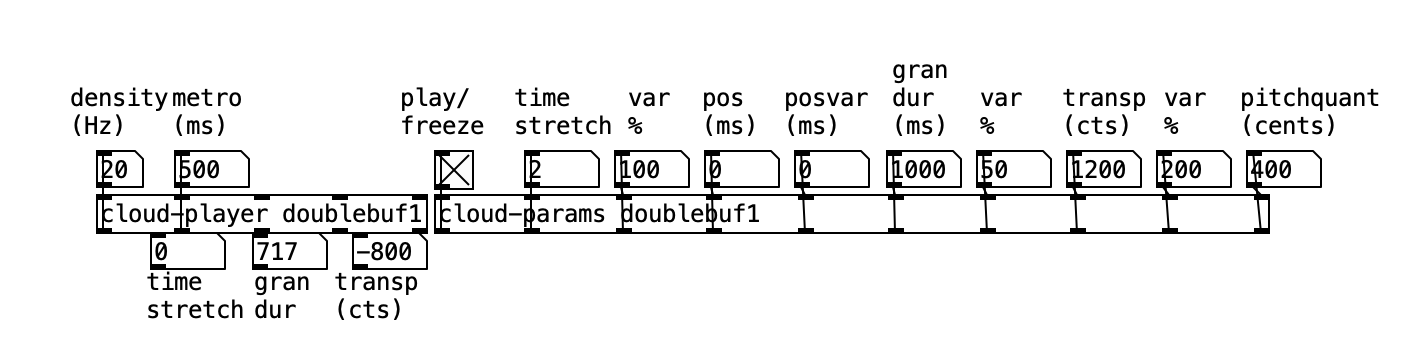 gran
density metro play/ time var pos posvar dur var transp var pitchquant
(Hz) (ms) freeze stretch % (ms) (ms) (ms) % (cts) % (cents)
20 500 2 100 0 0 1000 50 1200 200 400
cloud-player doublebuf1 cloud-params doublebuf1
0 717 -800
time gran transp
stretch dur (cts)